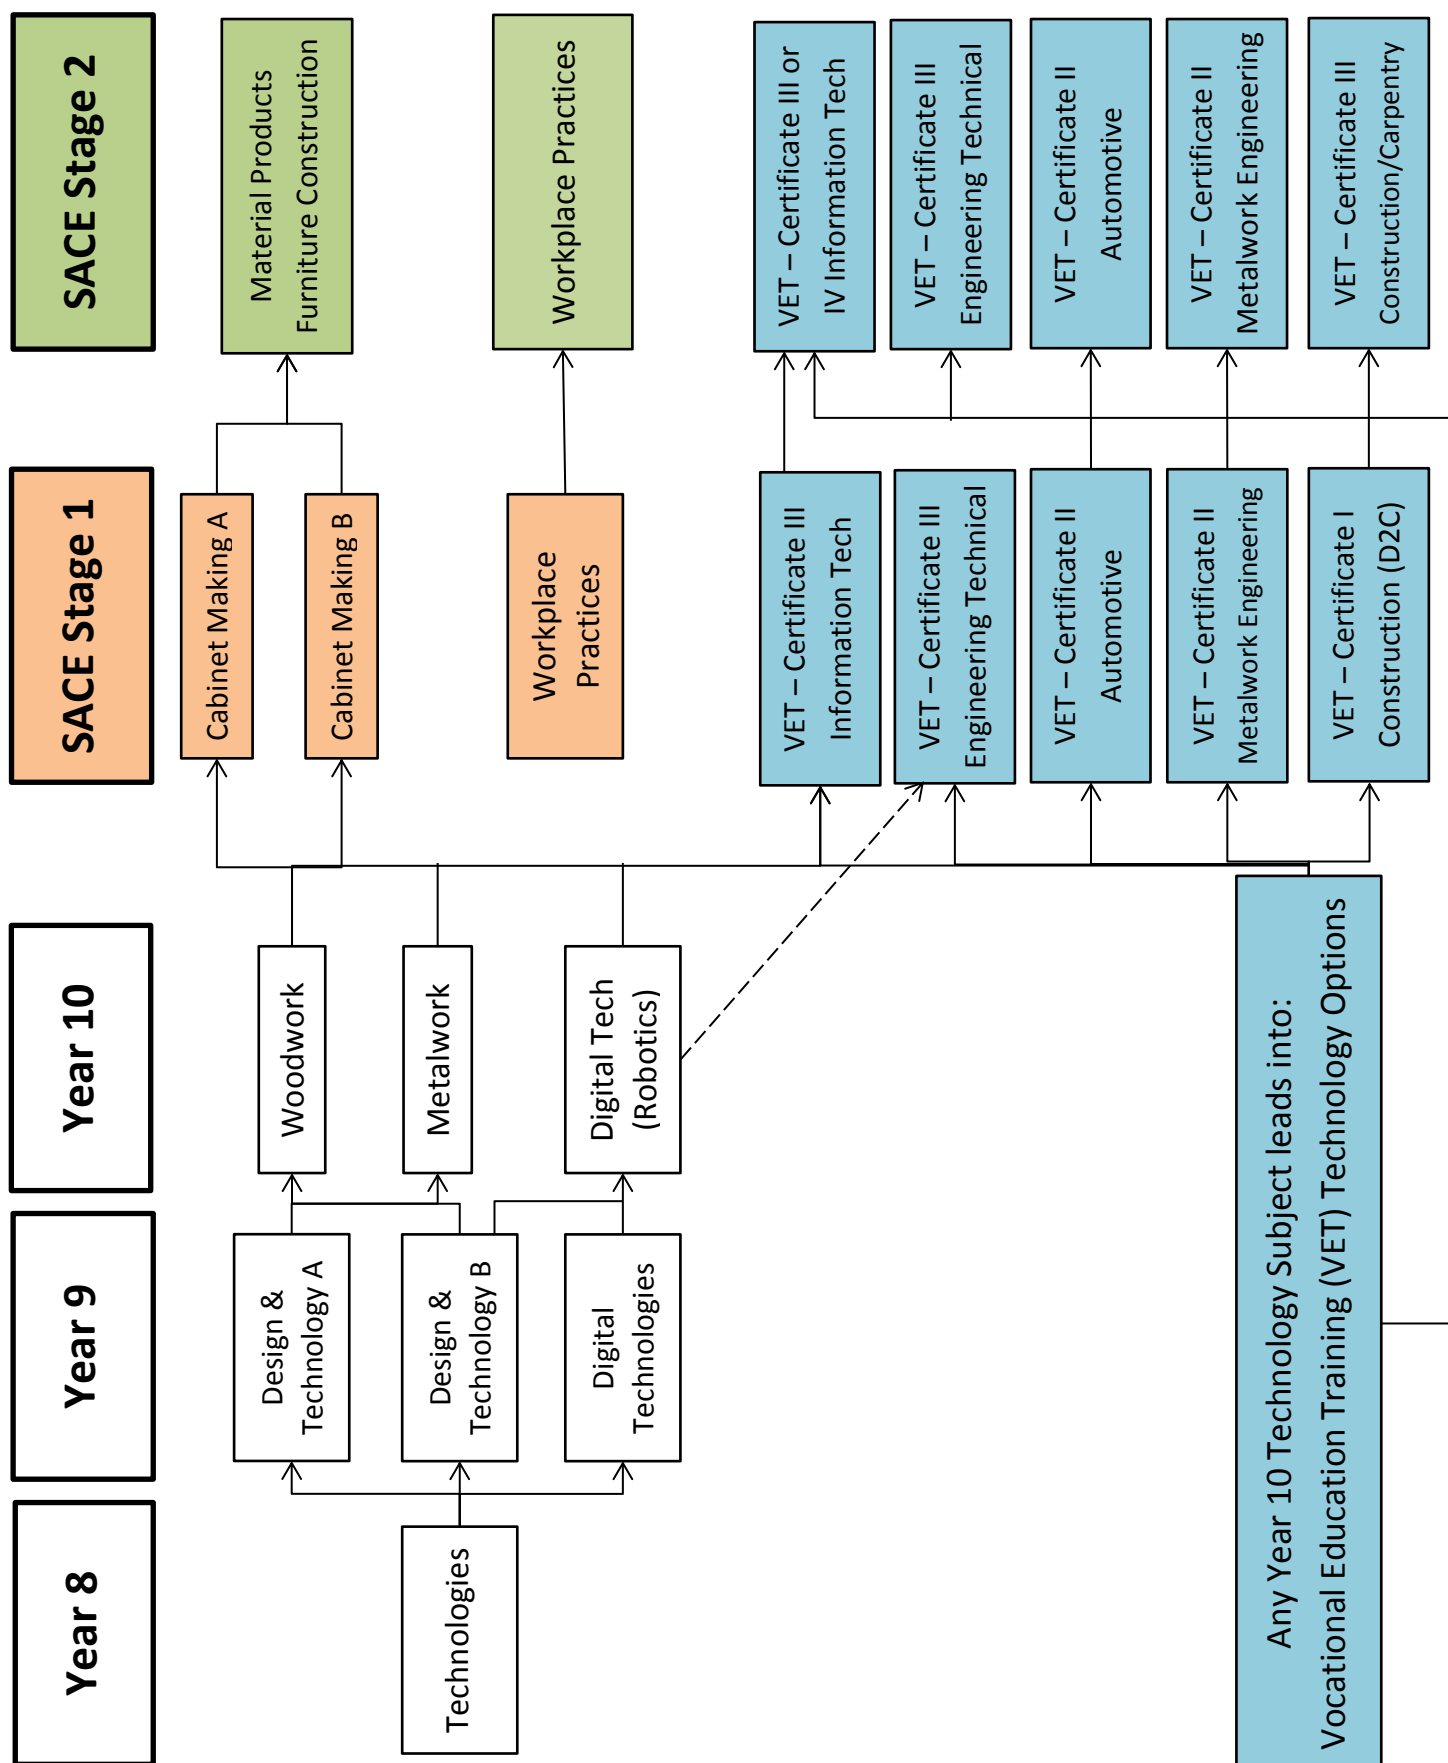 Year 8
Year 9
Year 10
SACE Stage 1
SACE Stage 2
Technologies
Design &
Technology A
Design &
Technology B
Digital
Technologies
Woodwork
Metalwork
Digital Tech
(Robotics)
Cabinet Making A
Cabinet Making B
Workplace
Practices
Material Products
Furniture Construction
Workplace Practices
VET – Certificate III
Information Tech
VET – Certificate III
Engineering Technical
VET – Certificate II
Automotive
VET – Certificate II
Metalwork Engineering
VET – Certificate I
Construction (D2C)
VET – Certificate III or
IV Information Tech
VET – Certificate III
Engineering Technical
VET – Certificate II
Automotive
VET – Certificate II
Metalwork Engineering
VET – Certificate III
Construction/Carpentry
Any Year 10 Technology Subject leads into:
Vocational Education Training (VET) Technology Options